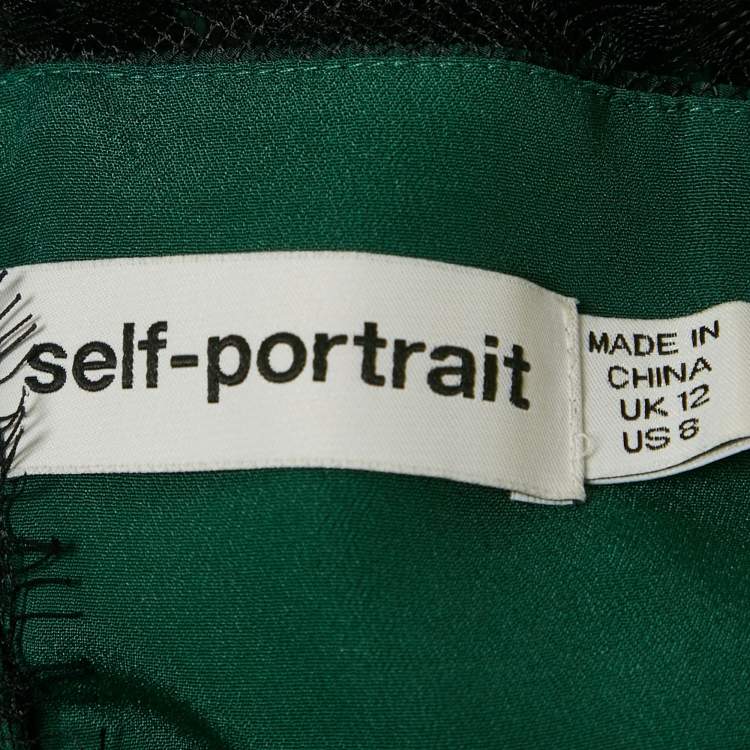 self-portrait
MADE IN
CHINA
UK 12
US 8